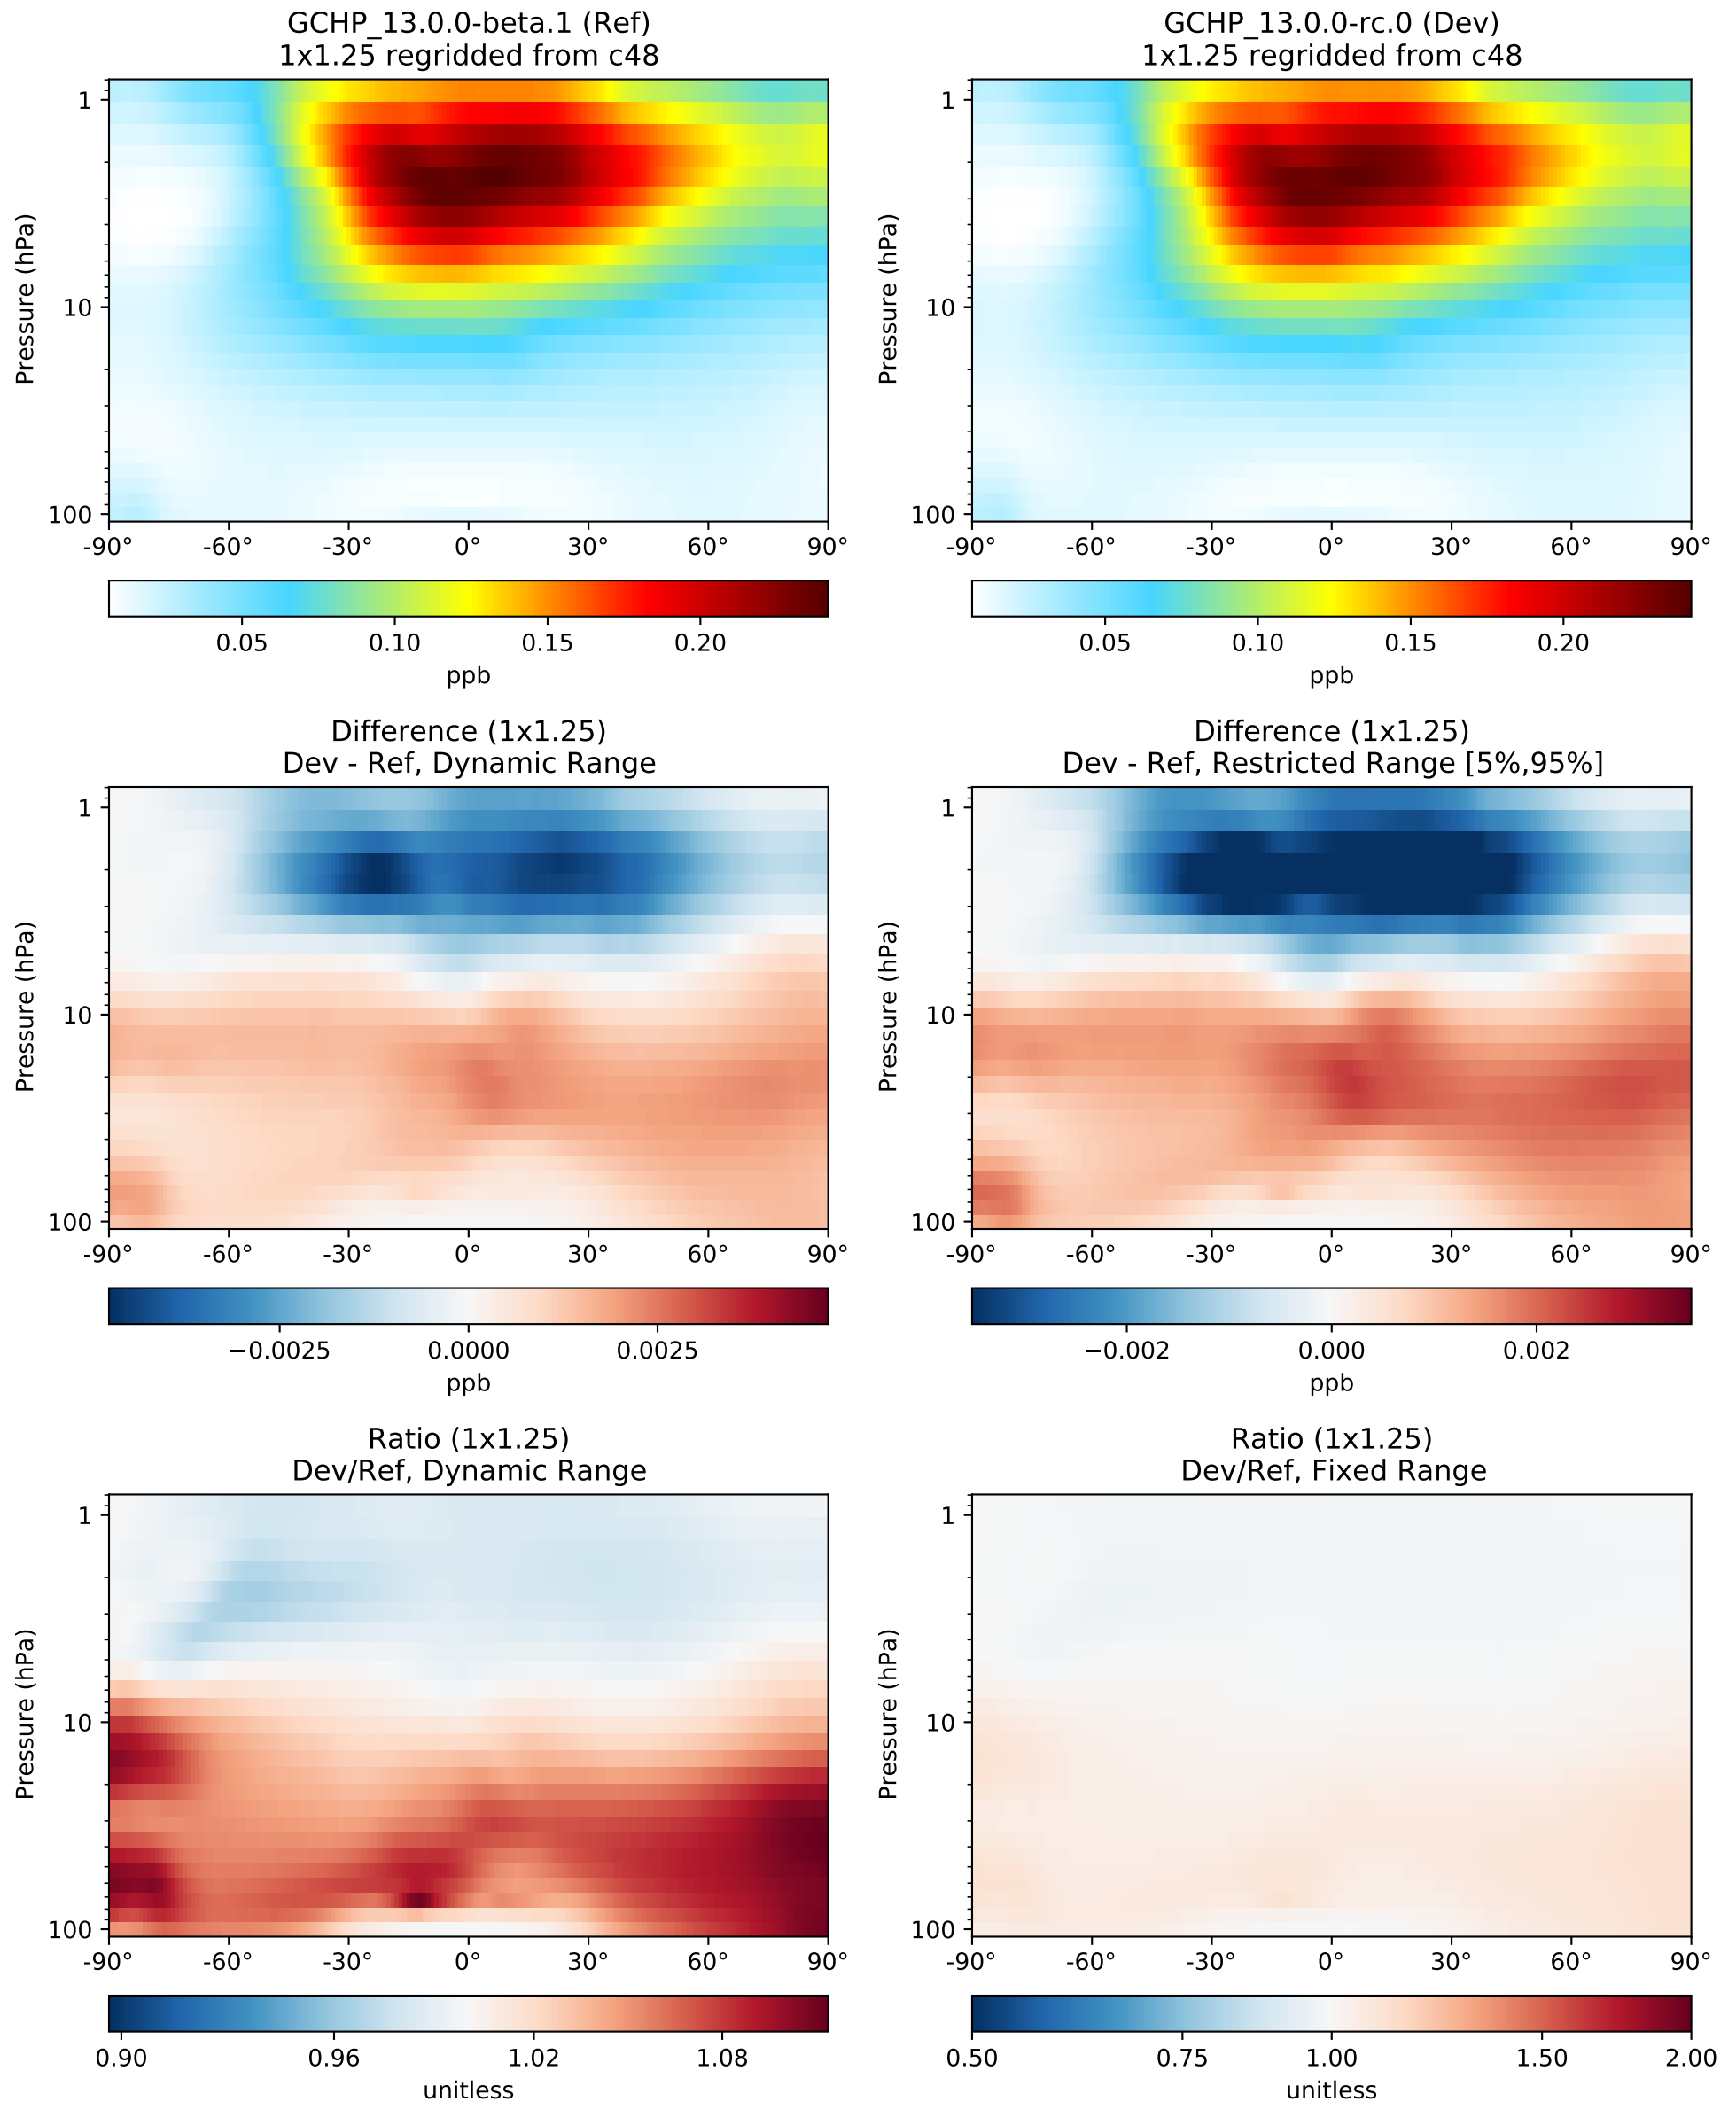 GCHP_13.0.0-beta.1 (Ref)
1x1.25 regridded from c48
Pressure (hPa)
1
10
100
-90° -60° -30° 0° 30° 60° 90°
0.05 0.10 0.15 0.20
ppb
GCHP_13.0.0-rc.0 (Dev)
1x1.25 regridded from c48
Pressure (hPa)
1
10
100
-90° -60° -30° 0° 30° 60° 90°
0.05 0.10 0.15 0.20
ppb
Difference (1x1.25)
Dev - Ref, Dynamic Range
Pressure (hPa)
1
10
100
-90° -60° -30° 0° 30° 60° 90°
−0.0025 0.0000 0.0025
ppb
Difference (1x1.25)
Dev - Ref, Restricted Range [5%,95%]
Pressure (hPa)
1
10
100
-90° -60° -30° 0° 30° 60° 90°
−0.002 0.000 0.002
ppb
Ratio (1x1.25)
Dev/Ref, Dynamic Range
Pressure (hPa)
1
10
100
-90° -60° -30° 0° 30° 60° 90°
0.90 0.96 1.02 1.08
unitless
Ratio (1x1.25)
Dev/Ref, Fixed Range
Pressure (hPa)
1
10
100
-90° -60° -30° 0° 30° 60° 90°
0.50 0.75 1.00 1.50 2.00
unitless